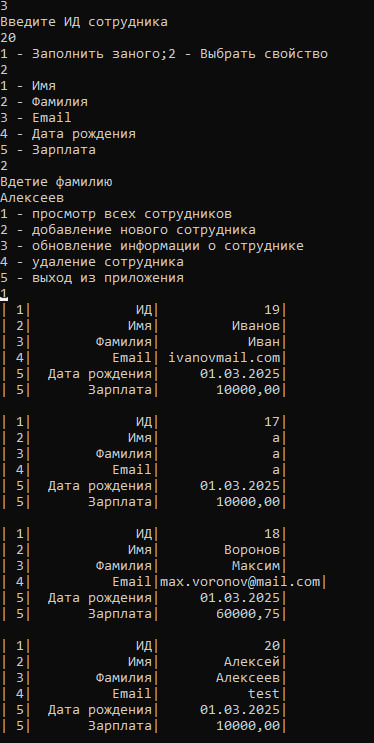 3
Введите ИД сотрудника
20
1 - Заполнить заного;2 - Выбрать свойство
2
1 - Имя
2 - Фамилия
3 - Email
4 - Дата рождения
5 - Зарплата
2
Вдетие фамилию
Алексеев
1 - просмотр всех сотрудников
2 - добавление нового сотрудника
3 - обновление информации о сотруднике
4 - удаление сотрудника
5 - выход из приложения
1
| 1| ИД| 19|
| 2| Имя| Иванов|
| 3| Фамилия| Иван|
| 4| Email| ivanovmail.com|
| 5| Дата рождения| 01.03.2025|
| 5| Зарплата| 10000,00|
| 1| ИД| 17|
| 2| Имя| а|
| 3| Фамилия| а|
| 4| Email| а|
| 5| Дата рождения| 01.03.2025|
| 5| Зарплата| 10000,00|
| 1| ИД| 18|
| 2| Имя| Воронов|
| 3| Фамилия| Максим|
| 4| Email|max.voronov@mail.com|
| 5| Дата рождения| 01.03.2025|
| 5| Зарплата| 60000,75|
| 1| ИД| 20|
| 2| Имя| Алексей|
| 3| Фамилия| Алексеев|
| 4| Email| test|
| 5| Дата рождения| 01.03.2025|
| 5| Зарплата| 10000,00|